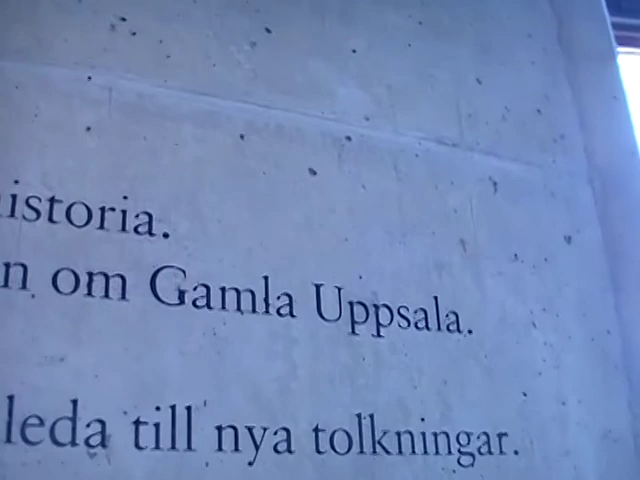 istoria.
n om Gamla Uppsala.
leda till nya tolkningar.